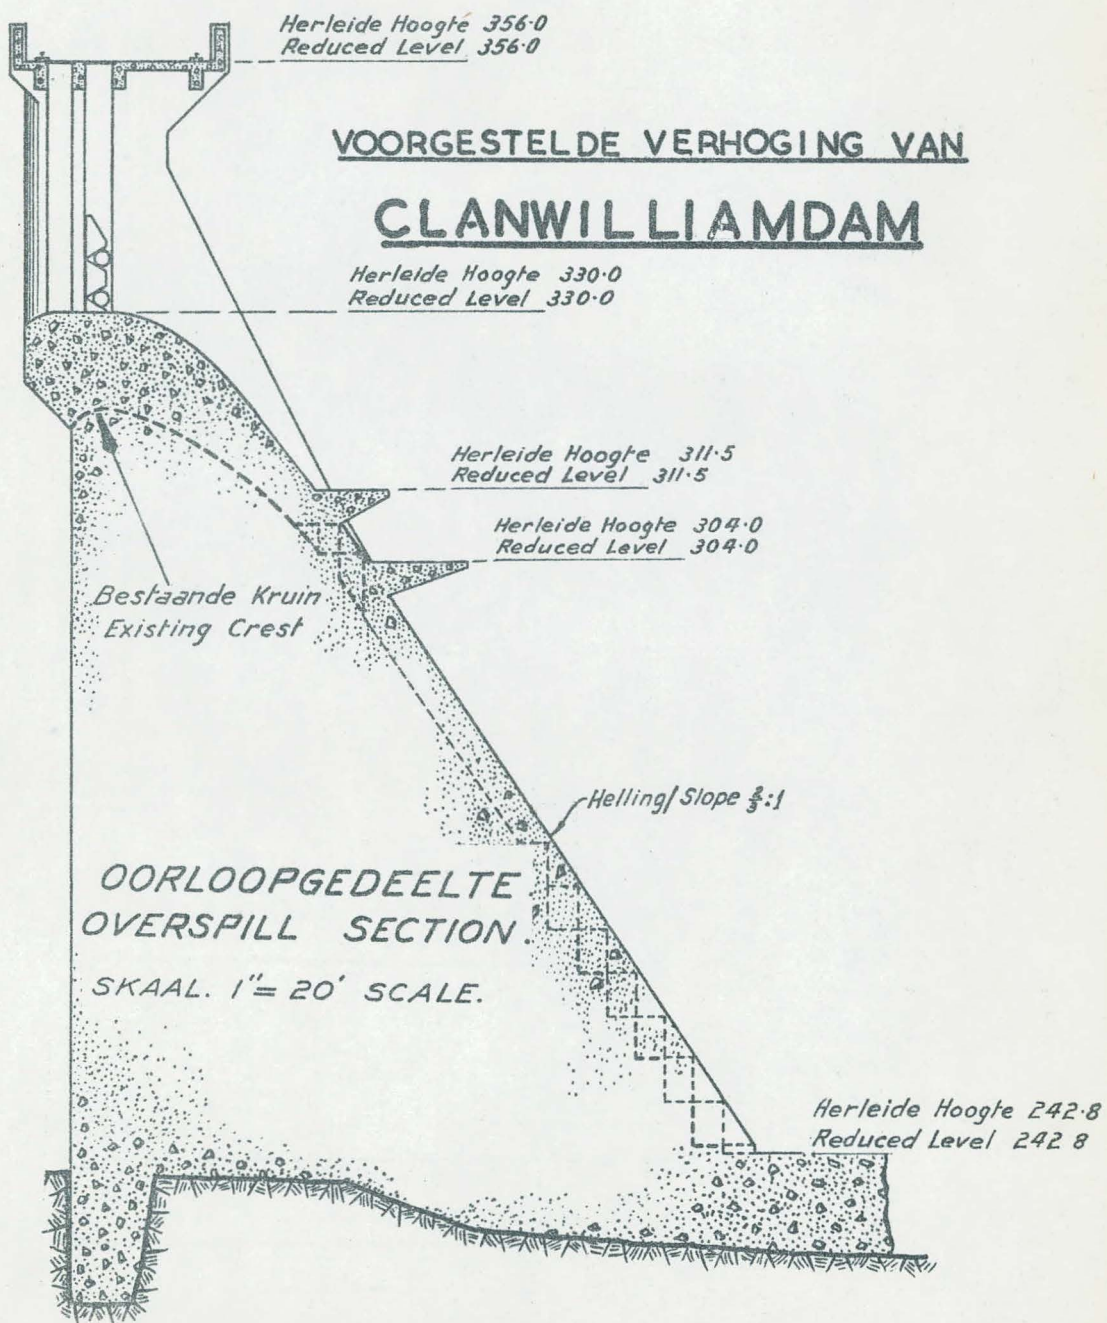 Herleide Hoogte 356·0
Reduced Level 356·0
VOORGESTELDE VERHOGING VAN
CLANWILLIAMDAM
Herleide Hoogte 330·0
Reduced Level 330·0
Herleide Hoogte 311·5
Reduced Level 311·5
Herleide Hoogte 304·0
Reduced Level 304·0
Bestaande Kruin
Existing Crest
Helling/Slope ⅔:1
OORLOOPGEDEELTE
OVERSPILL SECTION.
SKAAL. 1"= 20' SCALE.
Herleide Hoogte 242·8
Reduced Level 242 8